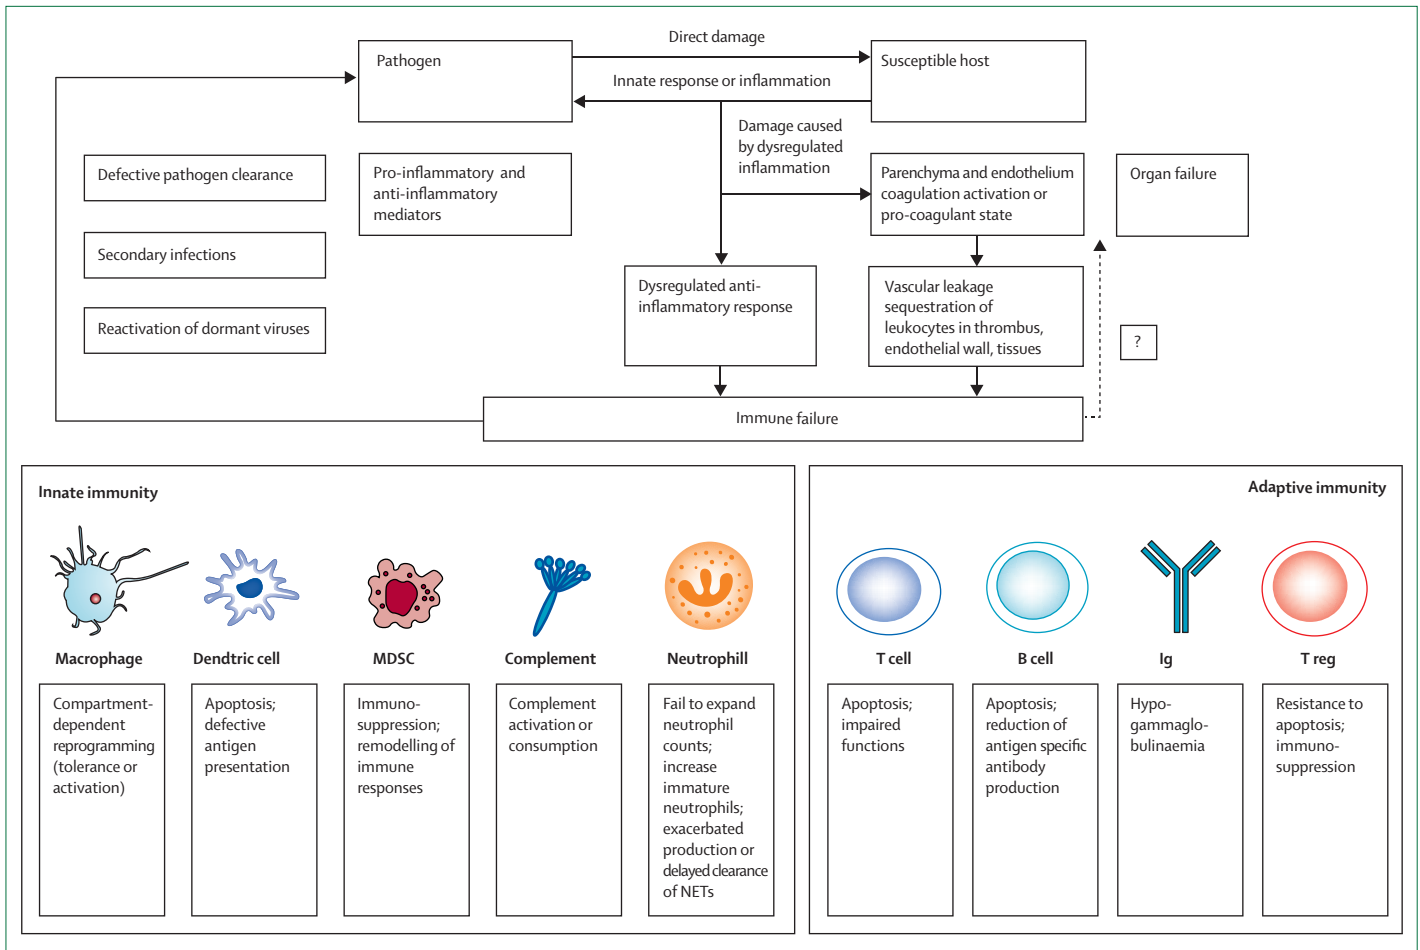 Direct damage
Pathogen
Susceptible host
Innate response or inflammation
Damage caused
by dysregulated
inflammation
Defective pathogen clearance
Pro-inflammatory and
anti-inflammatory
mediators
Parenchyma and endothelium
coagulation activation or
pro-coagulant state
Organ failure
Secondary infections
Dysregulated anti-
inflammatory response
Vascular leakage
sequestration of
leukocytes in thrombus,
endothelial wall, tissues
Reactivation of dormant viruses
?
Immune failure
Innate immunity
Macrophage
Dendtric cell
MDSC
Complement
Neutrophill
Compartment-
dependent
reprogramming
(tolerance or
activation)
Apoptosis;
defective
antigen
presentation
Immuno-
suppression;
remodelling of
immune
responses
Complement
activation or
consumption
Fail to expand
neutrophil
counts;
increase
immature
neutrophils;
exacerbated
production or
delayed clearance
of NETs
Adaptive immunity
T cell
B cell
Ig
T reg
Apoptosis;
impaired
functions
Apoptosis;
reduction of
antigen specific
antibody
production
Hypo-
gammaglo-
bulinaemia
Resistance to
apoptosis;
immuno-
suppression